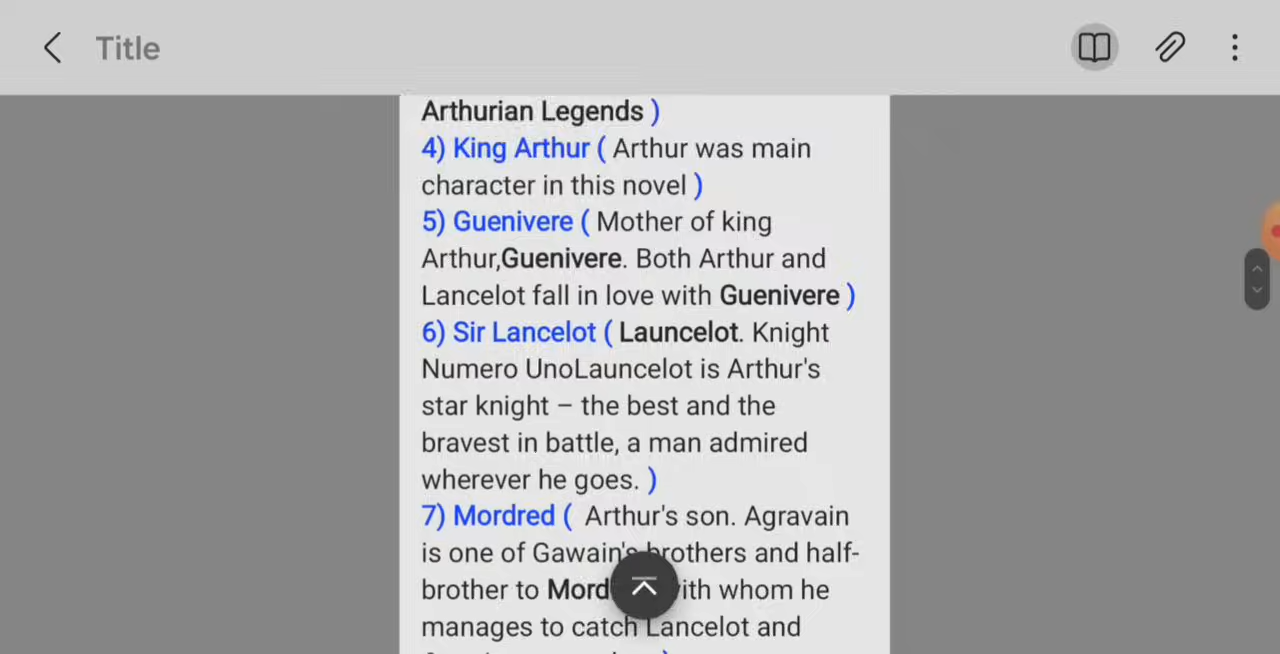 Title
Arthurian Legends )
4) King Arthur ( Arthur was main
character in this novel )
5) Guenivere ( Mother of king
Arthur,Guenivere. Both Arthur and
Lancelot fall in love with Guenivere )
6) Sir Lancelot ( Launcelot. Knight
Numero UnoLauncelot is Arthur's
star knight – the best and the
bravest in battle, a man admired
wherever he goes. )
7) Mordred ( Arthur's son. Agravain
is one of Gawain's brothers and half-
brother to with whom he
manages to catch Lancelot and